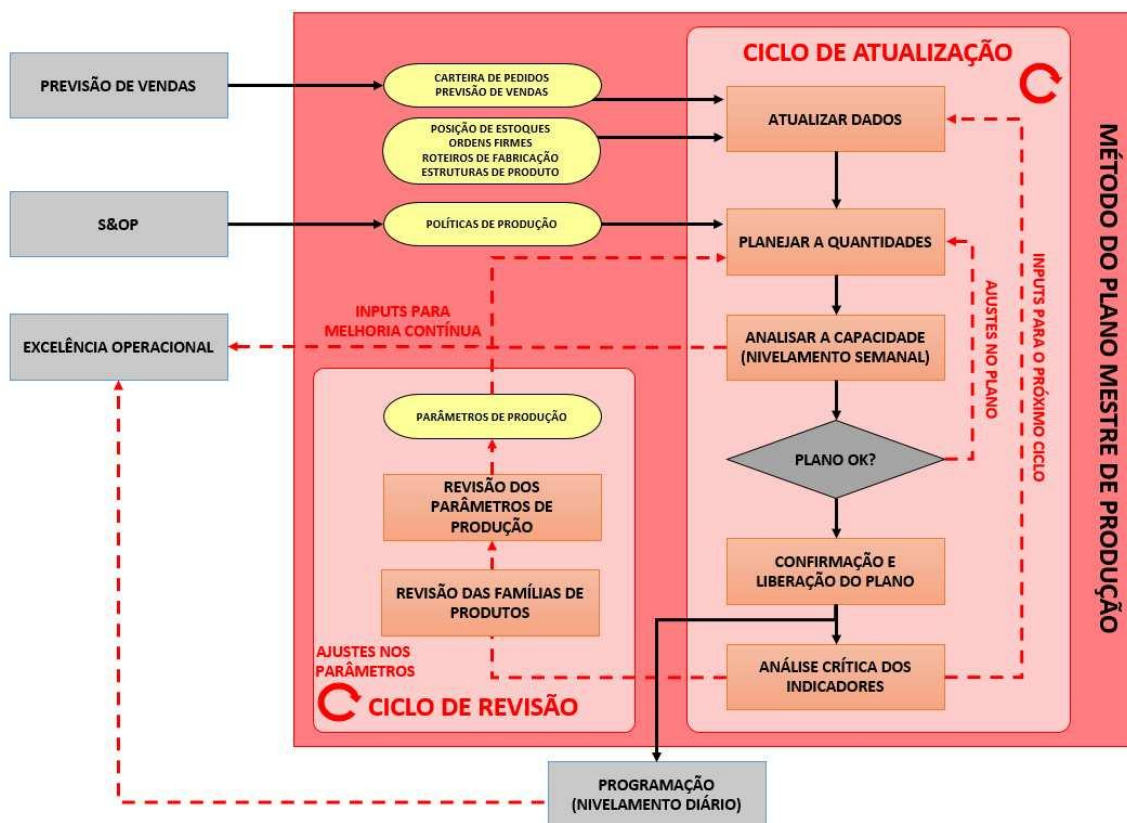 PREVISÃO DE VENDAS
S&OP
EXCELÊNCIA OPERACIONAL
CARTEIRA DE PEDIDOS
PREVISÃO DE VENDAS
POSIÇÃO DE ESTOQUES
ORDENS FIRMES
ROTEIROS DE FABRICAÇÃO
ESTRUTURAS DE PRODUTO
POLÍTICAS DE PRODUÇÃO
INPUTS PARA
MELHORIA CONTÍNUA
PARÂMETROS DE PRODUÇÃO
REVISÃO DOS
PARÂMETROS DE
PRODUÇÃO
REVISÃO DAS FAMÍLIAS DE
PRODUTOS
AJUSTES NOS
PARÂMETROS
CICLO DE REVISÃO
CICLO DE ATUALIZAÇÃO
ATUALIZAR DADOS
PLANEJAR A QUANTIDADES
ANALISAR A CAPACIDADE
(NIVELAMENTO SEMANAL)
PLANO OK?
CONFIRMAÇÃO E
LIBERAÇÃO DO PLANO
ANÁLISE CRÍTICA DOS
INDICADORES
AJUSTES NO PLANO
INPUTS PARA O PRÓXIMO CICLO
MÉTODO DO PLANO MESTRE DE PRODUÇÃO
PROGRAMAÇÃO
(NIVELAMENTO DIÁRIO)